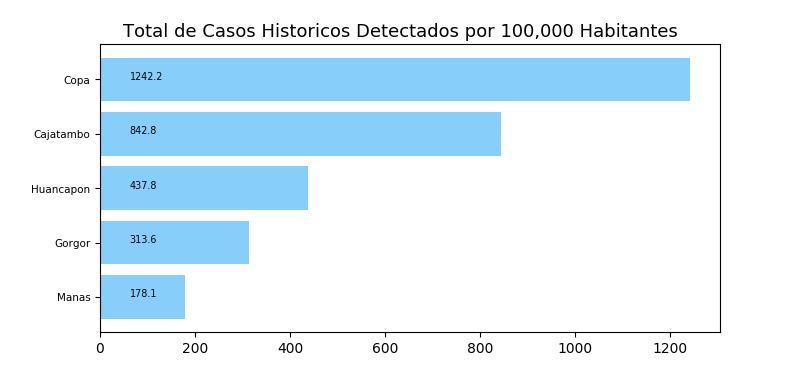 Total de Casos Historicos Detectados por 100,000 Habitantes
Copa 1242.2
Cajatambo 842.8
Huancapon 437.8
Gorgor 313.6
Manas 178.1
0 200 400 600 800 1000 1200